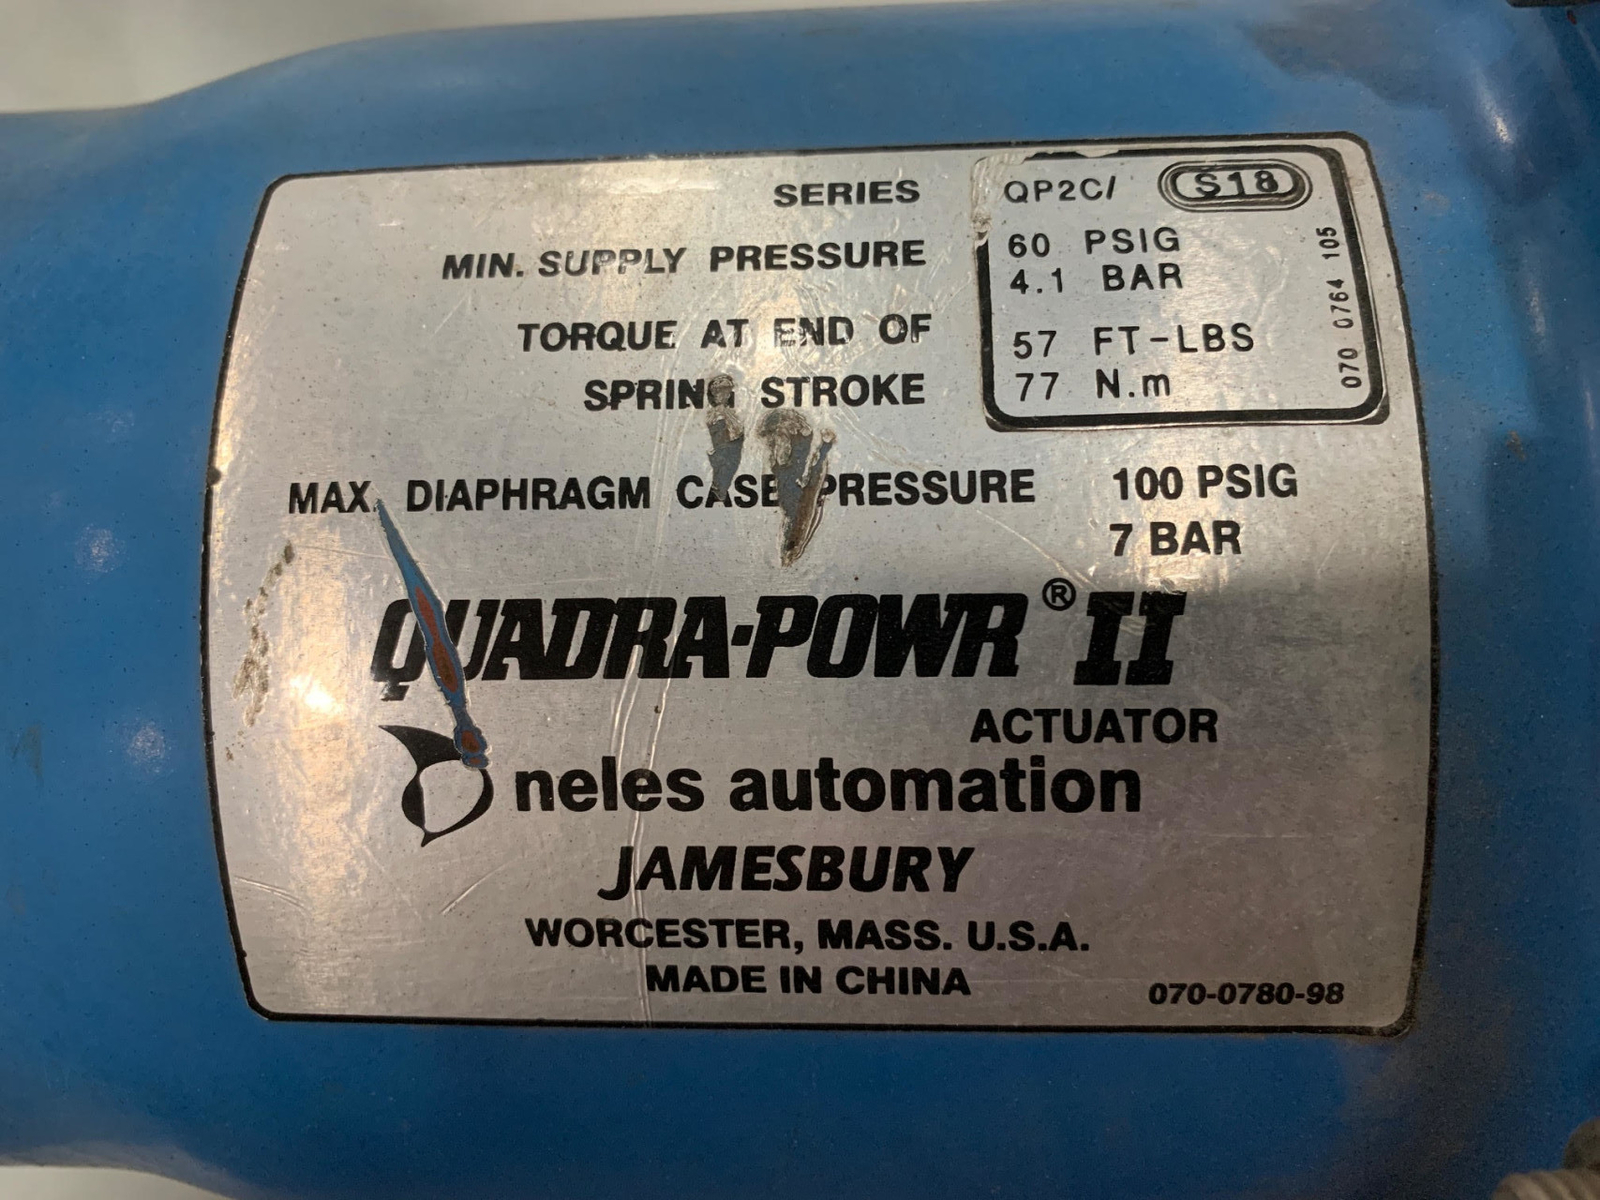 SERIES QP2C/ S18
MIN. SUPPLY PRESSURE 60 PSIG
4.1 BAR
TORQUE AT END OF 57 FT-LBS
SPRING STROKE 77 N.m
070 0764 105
MAX. DIAPHRAGM CASE PRESSURE 100 PSIG
7 BAR
QUADRA-POWR® II
ACTUATOR
neles automation
JAMESBURY
WORCESTER, MASS. U.S.A.
MADE IN CHINA
070-0780-98